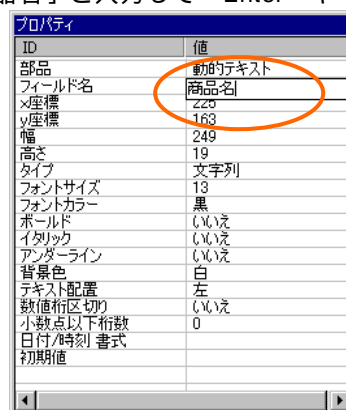 プロパティ
ID 値
部品 動的テキスト
フィールド名 商品名
x座標 225
y座標 163
幅 249
高さ 19
タイプ 文字列
フォントサイズ 13
フォントカラー 黒
ボールド いいえ
イタリック いいえ
アンダーライン いいえ
背景色 白
テキスト配置 左
数値桁区切り いいえ
小数点以下桁数 0
日付/時刻 書式
初期値